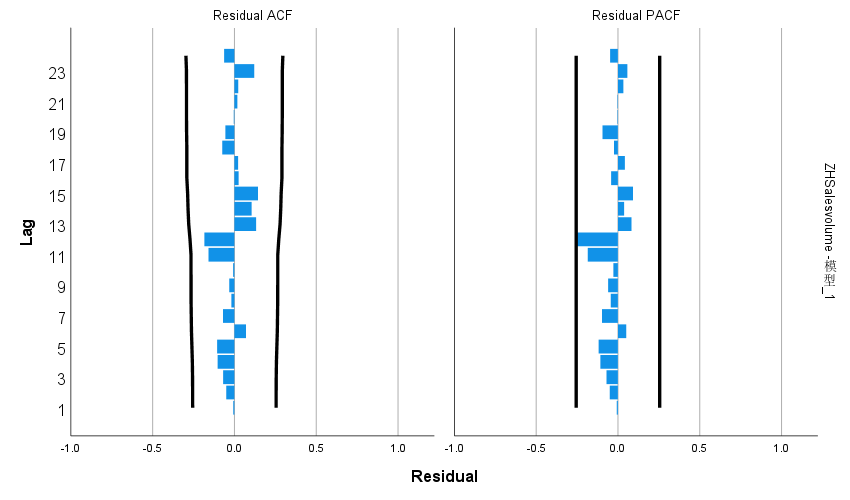 Residual ACF
Residual PACF
23
21
19
17
15
13
11
9
7
5
3
1
Lag
-1.0 -0.5 0.0 0.5 1.0
-1.0 -0.5 0.0 0.5 1.0
Residual
ZHSalesvolume -模型_1